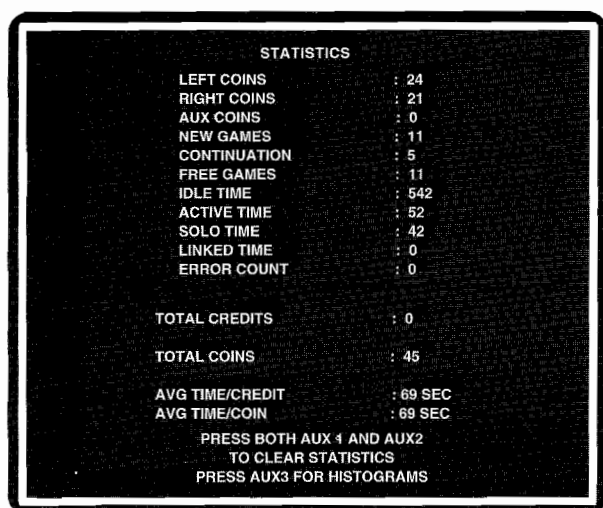 STATISTICS
LEFT COINS : 24
RIGHT COINS : 21
AUX COINS : 0
NEW GAMES : 11
CONTINUATION : 5
FREE GAMES : 11
IDLE TIME : 542
ACTIVE TIME : 52
SOLO TIME : 42
LINKED TIME : 0
ERROR COUNT : 0
TOTAL CREDITS : 0
TOTAL COINS : 45
AVG TIME/CREDIT : 69 SEC
AVG TIME/COIN : 69 SEC
PRESS BOTH AUX 1 AND AUX2
TO CLEAR STATISTICS
PRESS AUX3 FOR HISTOGRAMS